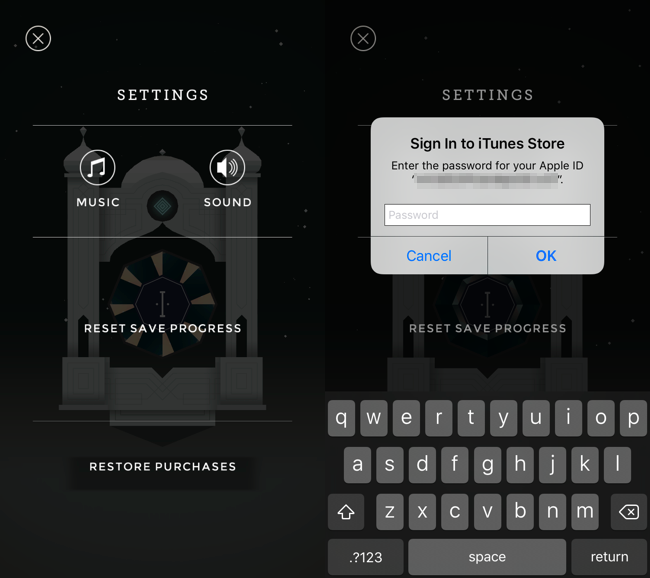 SETTINGS
MUSIC
SOUND
RESET SAVE PROGRESS
RESTORE PURCHASES
SETTINGS
Sign In to iTunes Store
Enter the password for your Apple ID
“ ”.
Password
Cancel
OK
RESET SAVE PROGRESS
q w e r t y u i o p
a s d f g h j k l
z x c v b n m
.?123
space
return